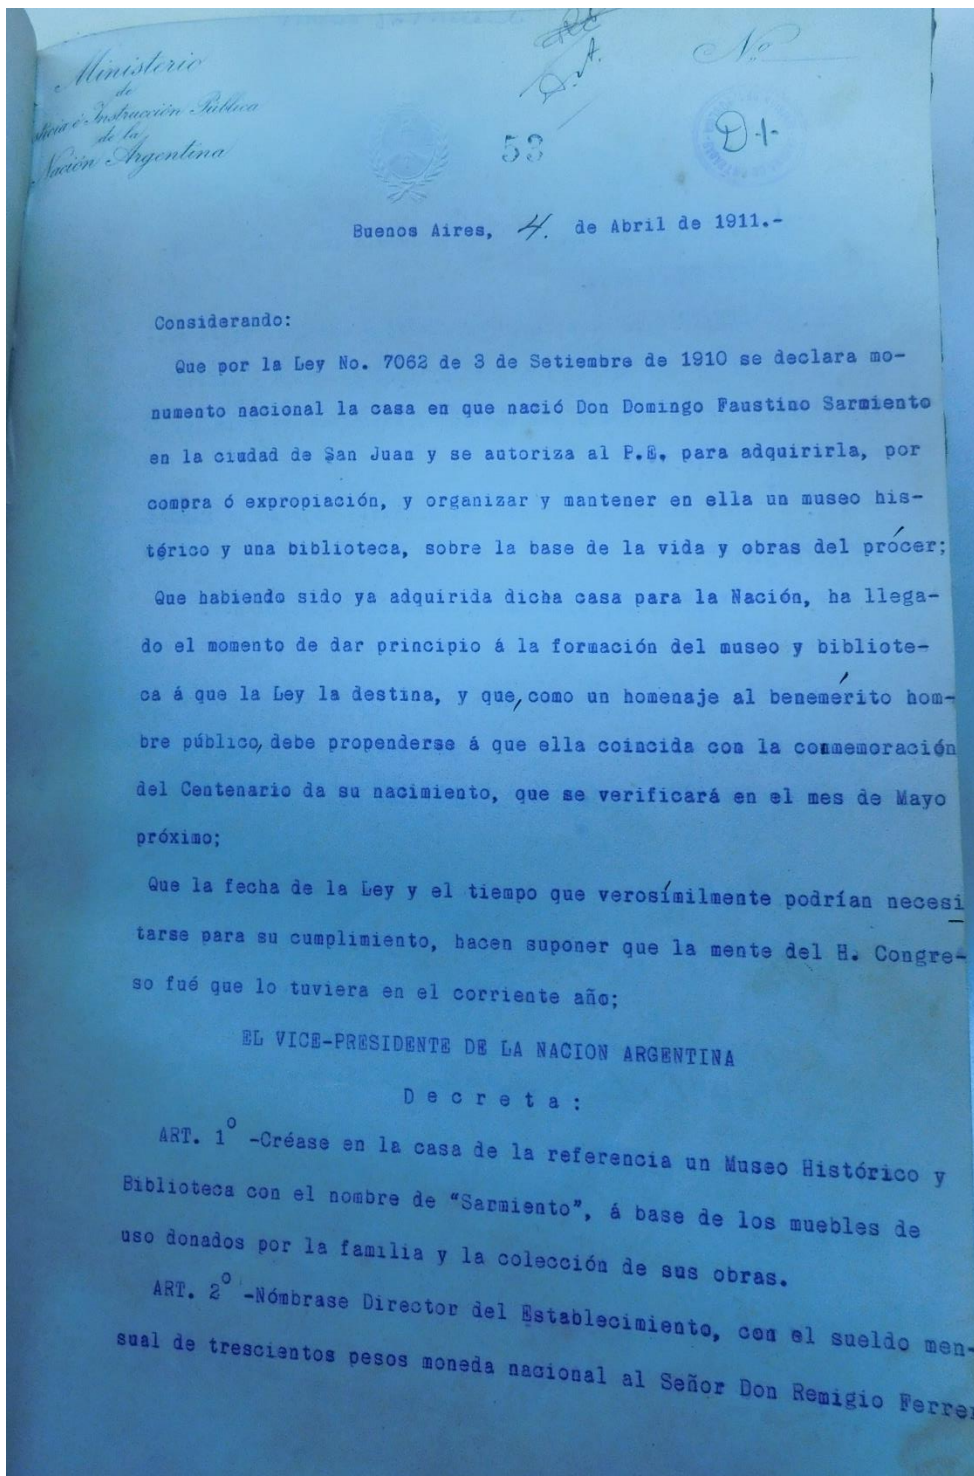 Ministerio
de
sticia é Instrucción Pública
de la
Nación Argentina
No
53
D+
Buenos Aires, 4. de Abril de 1911.-
Considerando:
Que por la Ley No. 7062 de 3 de Setiembre de 1910 se declara mo-
numento nacional la casa en que nació Don Domingo Faustino Sarmiento
en la ciudad de San Juan y se autoriza al P.E. para adquirirla, por
compra ó expropiación, y organizar y mantener en ella un museo his-
tórico y una biblioteca, sobre la base de la vida y obras del prócer;
Que habiendo sido ya adquirida dicha casa para la Nación, ha llega-
do el momento de dar principio á la formación del museo y bibliote-
ca á que la Ley la destina, y que, como un homenaje al benemérito hom-
bre público, debe propenderse á que ella coincida con la conmemoración
del Centenario da su nacimiento, que se verificará en el mes de Mayo
próximo;
Que la fecha de la Ley y el tiempo que verosímilmente podrían necesi
tarse para su cumplimiento, hacen suponer que la mente del H. Congre-
so fué que lo tuviera en el corriente año;
EL VICE-PRESIDENTE DE LA NACION ARGENTINA
Decreta:
ART. 1º -Créase en la casa de la referencia un Museo Histórico y
Biblioteca con el nombre de "Sarmiento", á base de los muebles de
uso donados por la familia y la colección de sus obras.
ART. 2º -Nómbrase Director del Establecimiento, con el sueldo men-
sual de trescientos pesos moneda nacional al Señor Don Remigio Ferrer